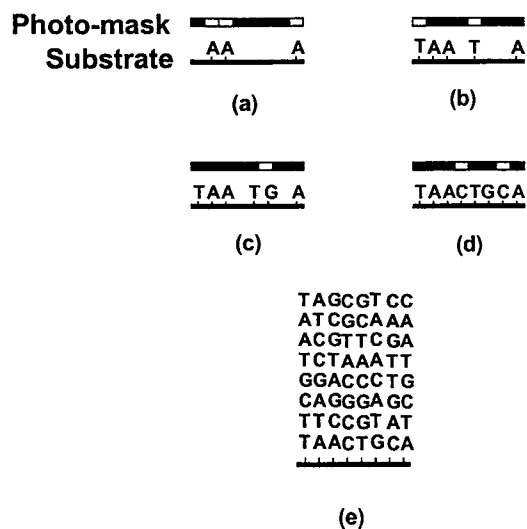 Photo-mask
Substrate
AA A
(a)
TAA T A
(b)
TAA TG A
(c)
TAACTGCA
(d)
TAGCGTCC
ATCGCAAA
ACGTTCGA
TCTAAATT
GGACCCTG
CAGGGAGC
TTCCGTAT
TAACTGCA
(e)